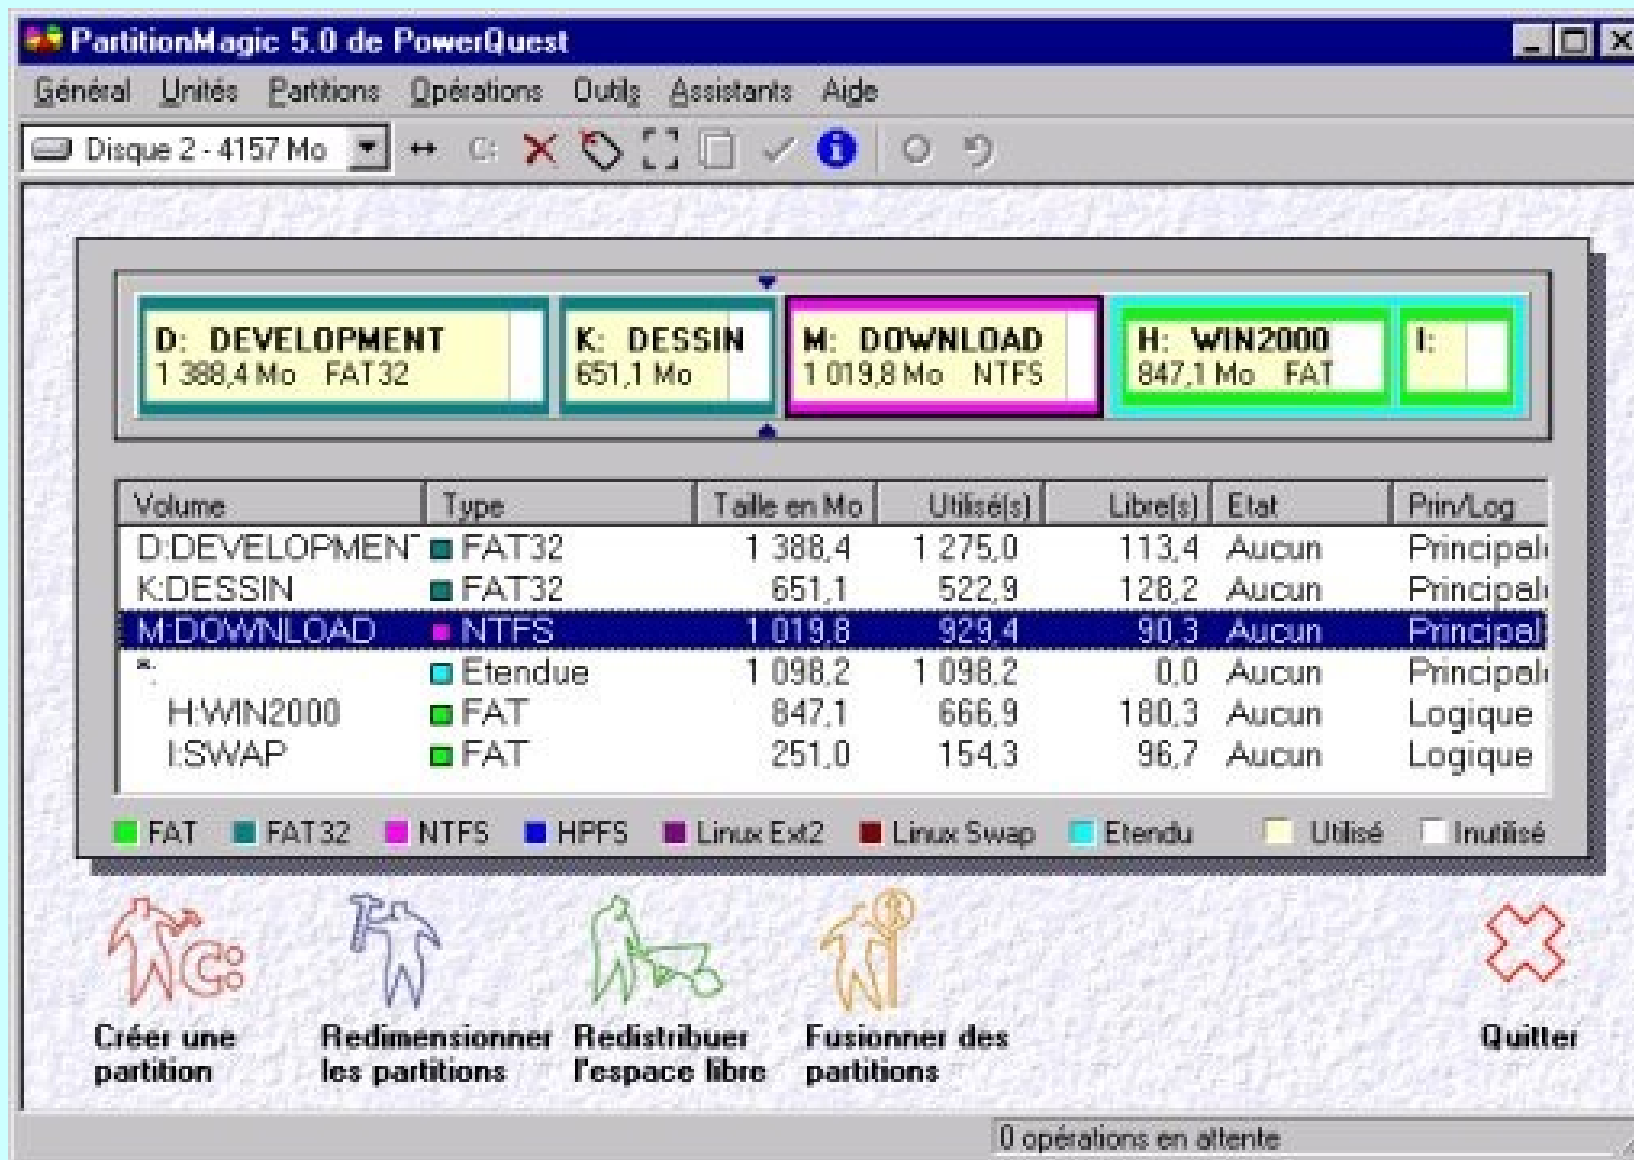 PartitionMagic 5.0 de PowerQuest
Général Unités Partitions Opérations Outils Assistants Aide
Disque 2 - 4157 Mo C:
D: DEVELOPMENT K: DESSIN M: DOWNLOAD H: WIN2000 I:
1 388,4 Mo FAT32 651,1 Mo 1 019,8 Mo NTFS 847,1 Mo FAT
Volume Type Taille en Mo Utilisé(s) Libre(s) Etat Prin/Log
D:DEVELOPMENT FAT32 1 388,4 1 275,0 113,4 Aucun Principale
K:DESSIN FAT32 651,1 522,9 128,2 Aucun Principale
M:DOWNLOAD NTFS 1 019,8 929,4 90,3 Aucun Principal
*: Etendue 1 098,2 1 098,2 0,0 Aucun Principale
H:WIN2000 FAT 847,1 666,9 180,3 Aucun Logique
I:SWAP FAT 251,0 154,3 96,7 Aucun Logique
FAT FAT32 NTFS HPFS Linux Ext2 Linux Swap Etendu Utilisé Inutilisé
Créer une partition
Redimensionner les partitions
Redistribuer l'espace libre
Fusionner des partitions
Quitter
0 opérations en attente